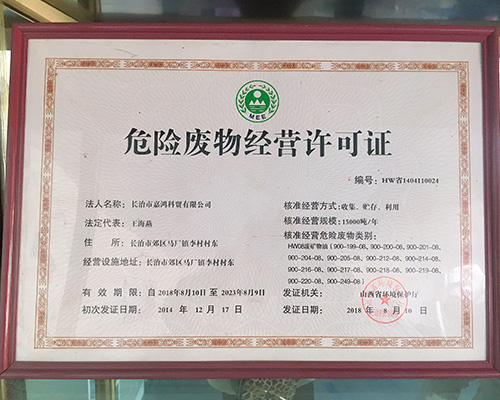 MEE
危险废物经营许可证
编号：HW省1404110024
法人名称：长治市嘉鸿科贸有限公司
法定代表：王海燕
住 所：长治市郊区马厂镇李村村东
经营设施地址：长治市郊区马厂镇李村村东
有 效 期 限：自2018年8月10日 至 2023年8月9日
初次发证日期：2014 年 12 月 17 日
核准经营方式：收集、贮存、利用
核准经营规模：15000吨/年
核准经营危险废物类别：
HW08废矿物油（900-199-08、900-200-08、900-201-08、
900-204-08、900-205-08、900-213-08、900-214-08、
900-216-08、900-217-08、900-218-08、900-219-08、
900-220-08、900-249-08）
发证机关：山西省环境保护厅
发证日期：2018 年 8 月 10 日